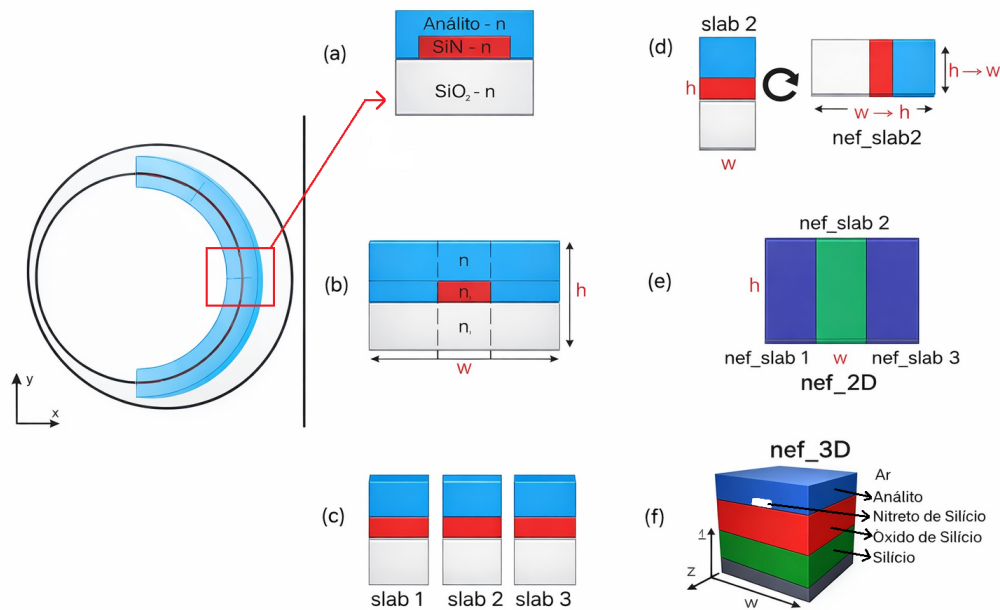 (a)
Análito - n
SiN - n
SiO₂ - n
y
x
(b)
n
n,
n,
h
w
(c)
slab 1
slab 2
slab 3
(d)
slab 2
h
w
h → w
w → h
nef_slab2
(e)
nef_slab 2
h
nef_slab 1
w
nef_slab 3
nef_2D
nef_3D
(f)
Ar
Análito
Nitreto de Silício
Óxido de Silício
Silício
z
w